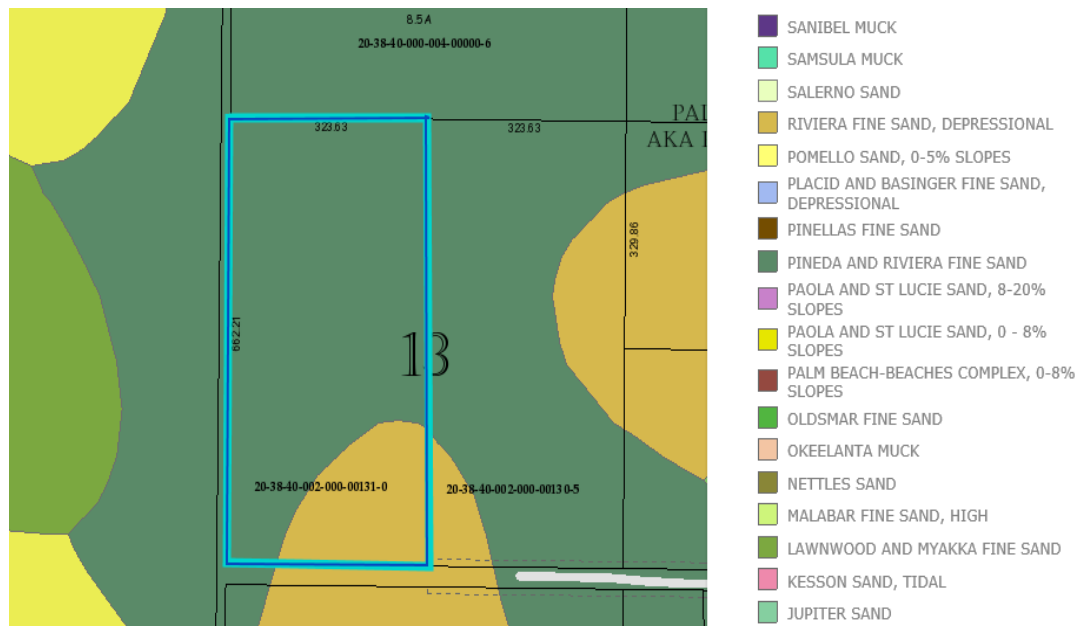 8.5 A
20-38-40-000-004-00000-6
323.63
323.63
PAL
AKA
329.86
662.21
13
20-38-40-002-000-00131-0
20-38-40-002-000-00130-5
SANIBEL MUCK
SAMSULA MUCK
SALERNO SAND
RIVIERA FINE SAND, DEPRESSIONAL
POMELLO SAND, 0-5% SLOPES
PLACID AND BASINGER FINE SAND,
DEPRESSIONAL
PINELLAS FINE SAND
PINEDA AND RIVIERA FINE SAND
PAOLA AND ST LUCIE SAND, 8-20%
SLOPES
PAOLA AND ST LUCIE SAND, 0 - 8%
SLOPES
PALM BEACH-BEACHES COMPLEX, 0-8%
SLOPES
OLDSMAR FINE SAND
OKEELANTA MUCK
NETTLES SAND
MALABAR FINE SAND, HIGH
LAWNWOOD AND MYAKKA FINE SAND
KESSON SAND, TIDAL
JUPITER SAND